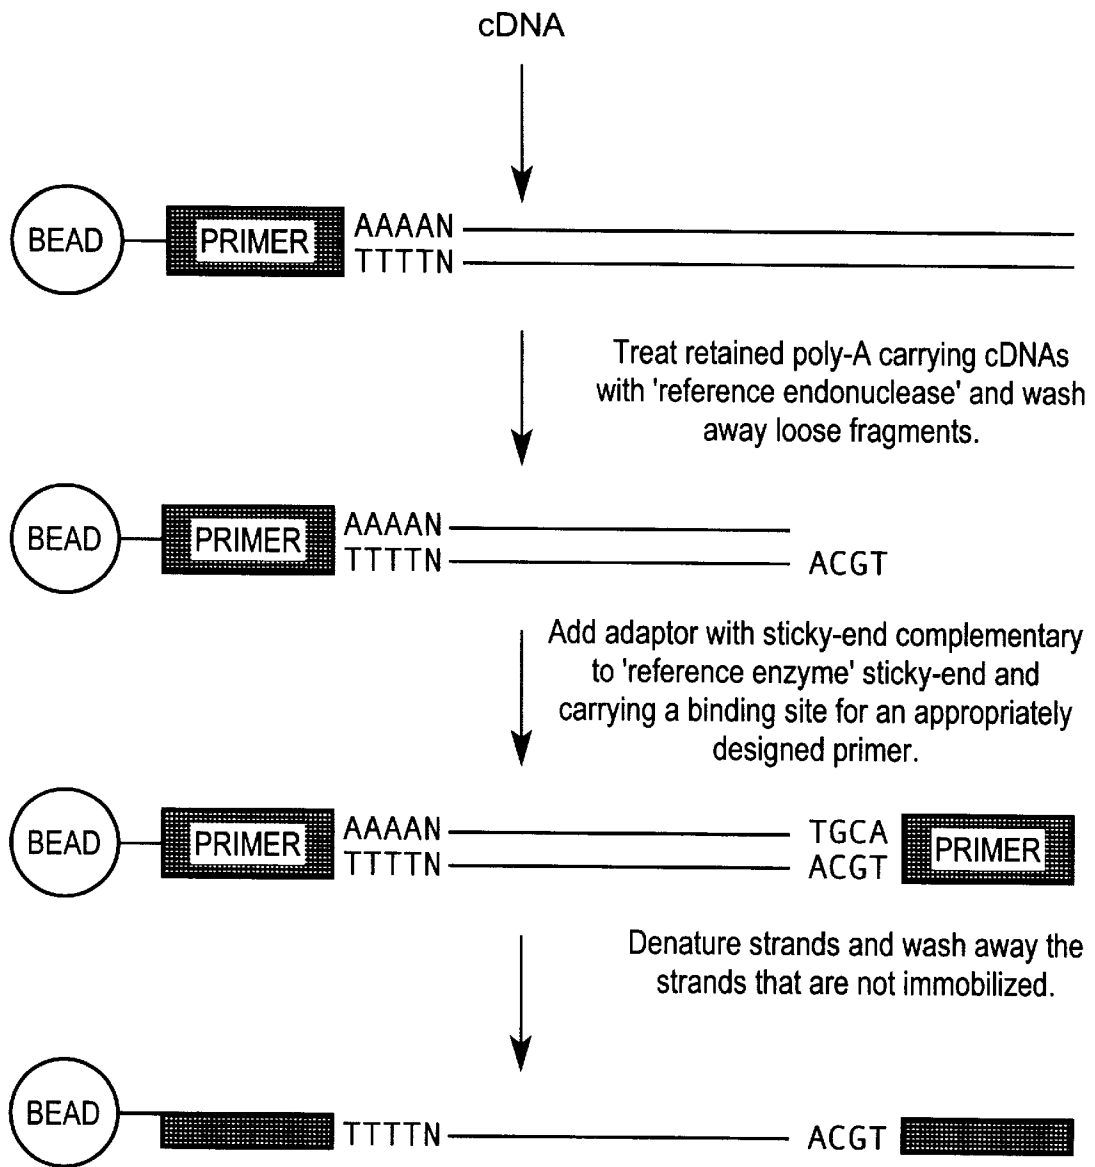 cDNA
BEAD PRIMER AAAAN
TTTTN
Treat retained poly-A carrying cDNAs
with 'reference endonuclease' and wash
away loose fragments.
BEAD PRIMER AAAAN
TTTTN ACGT
Add adaptor with sticky-end complementary
to 'reference enzyme' sticky-end and
carrying a binding site for an appropriately
designed primer.
BEAD PRIMER AAAAN TGCA PRIMER
TTTTN ACGT
Denature strands and wash away the
strands that are not immobilized.
BEAD TTTTN ACGT